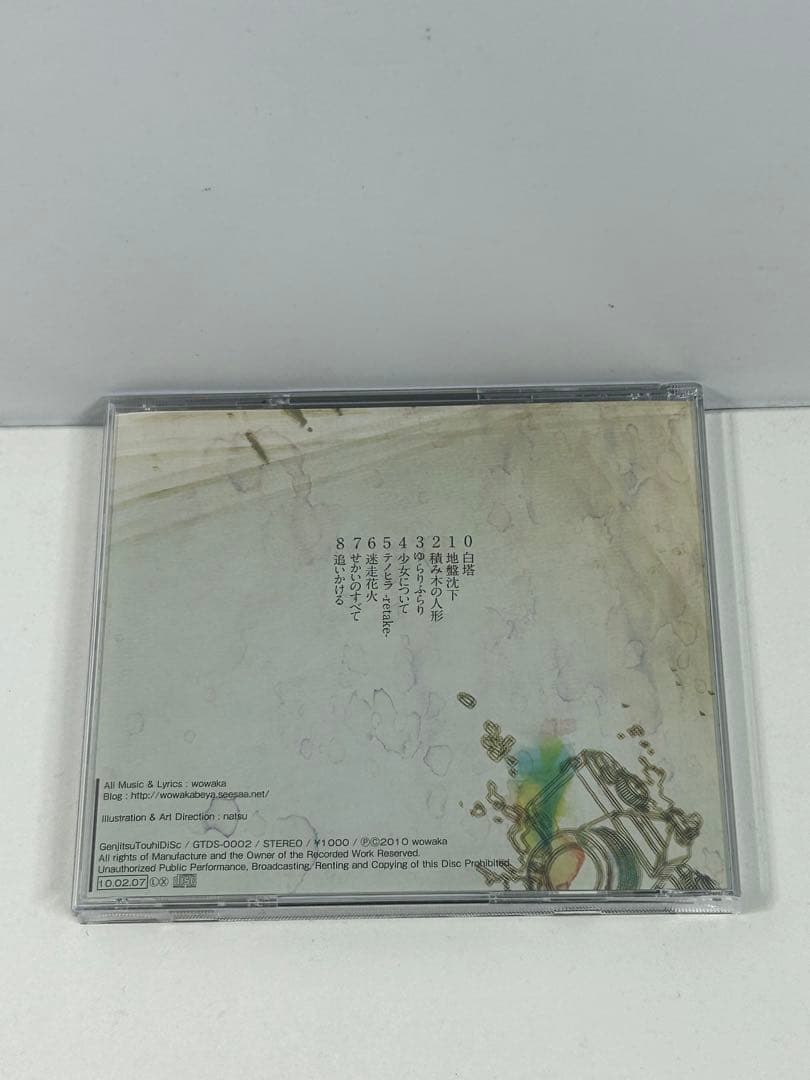 0 白塔
1 地盤沈下
2 積み木の人形
3 ゆらりふらり
4 少女について
5 テノヒラ -retake-
6 迷走花火
7 せかいのすべて
8 追いかける
All Music & Lyrics : wowaka
Blog : http://wowakabeya.seesaa.net/
Illustration & Art Direction : natsu
GenjitsuTouhiDiSc / GTDS-0002 / STEREO / ¥1000 / ℗©2010 wowaka
All rights of Manufacture and the Owner of the Recorded Work Reserved.
Unauthorized Public Performance, Broadcasting, Renting and Copying of this Disc Prohibited.
10.02.07 Ⓛ X disc